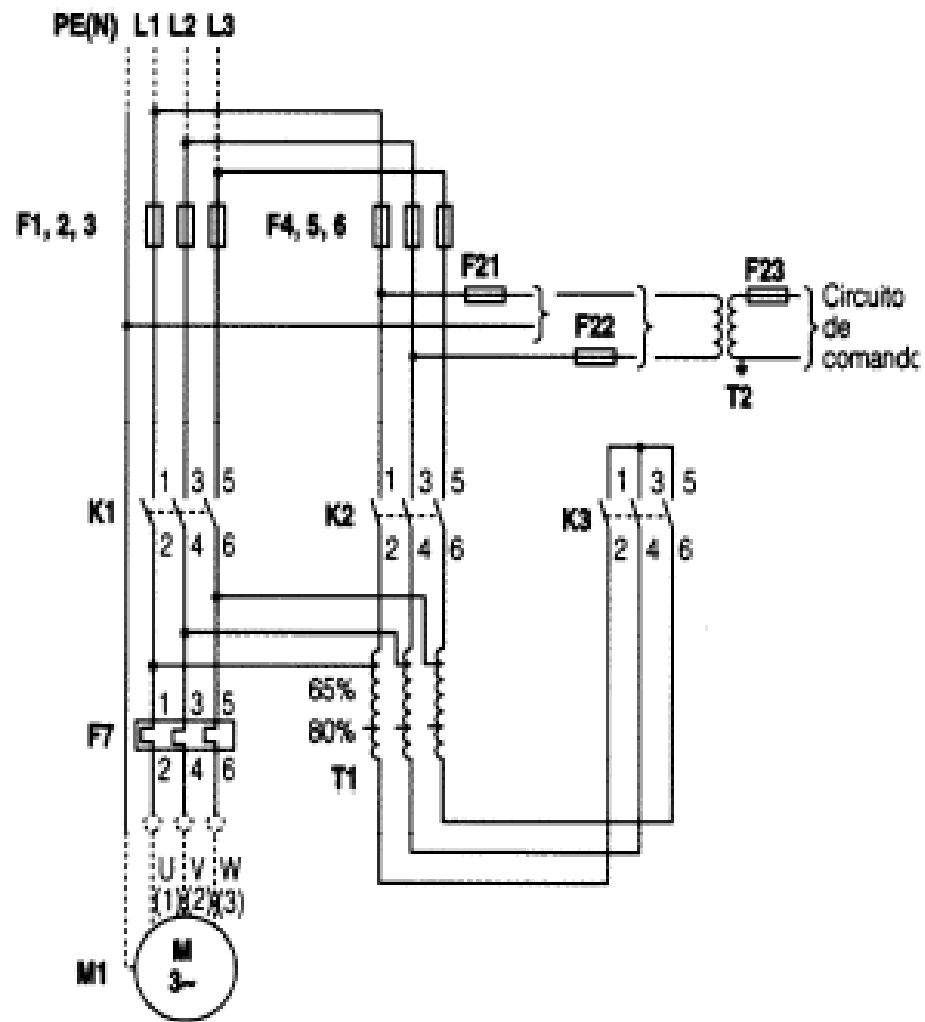 PE(N) L1 L2 L3
F1, 2, 3
F4, 5, 6
F21
F23
F22
Circuito
de
comando
T2
K1
1 3 5
2 4 6
K2
1 3 5
2 4 6
K3
1 3 5
2 4 6
65%
80%
T1
F7
1 3 5
2 4 6
U V W
(1) (2) (3)
M1
M
3~